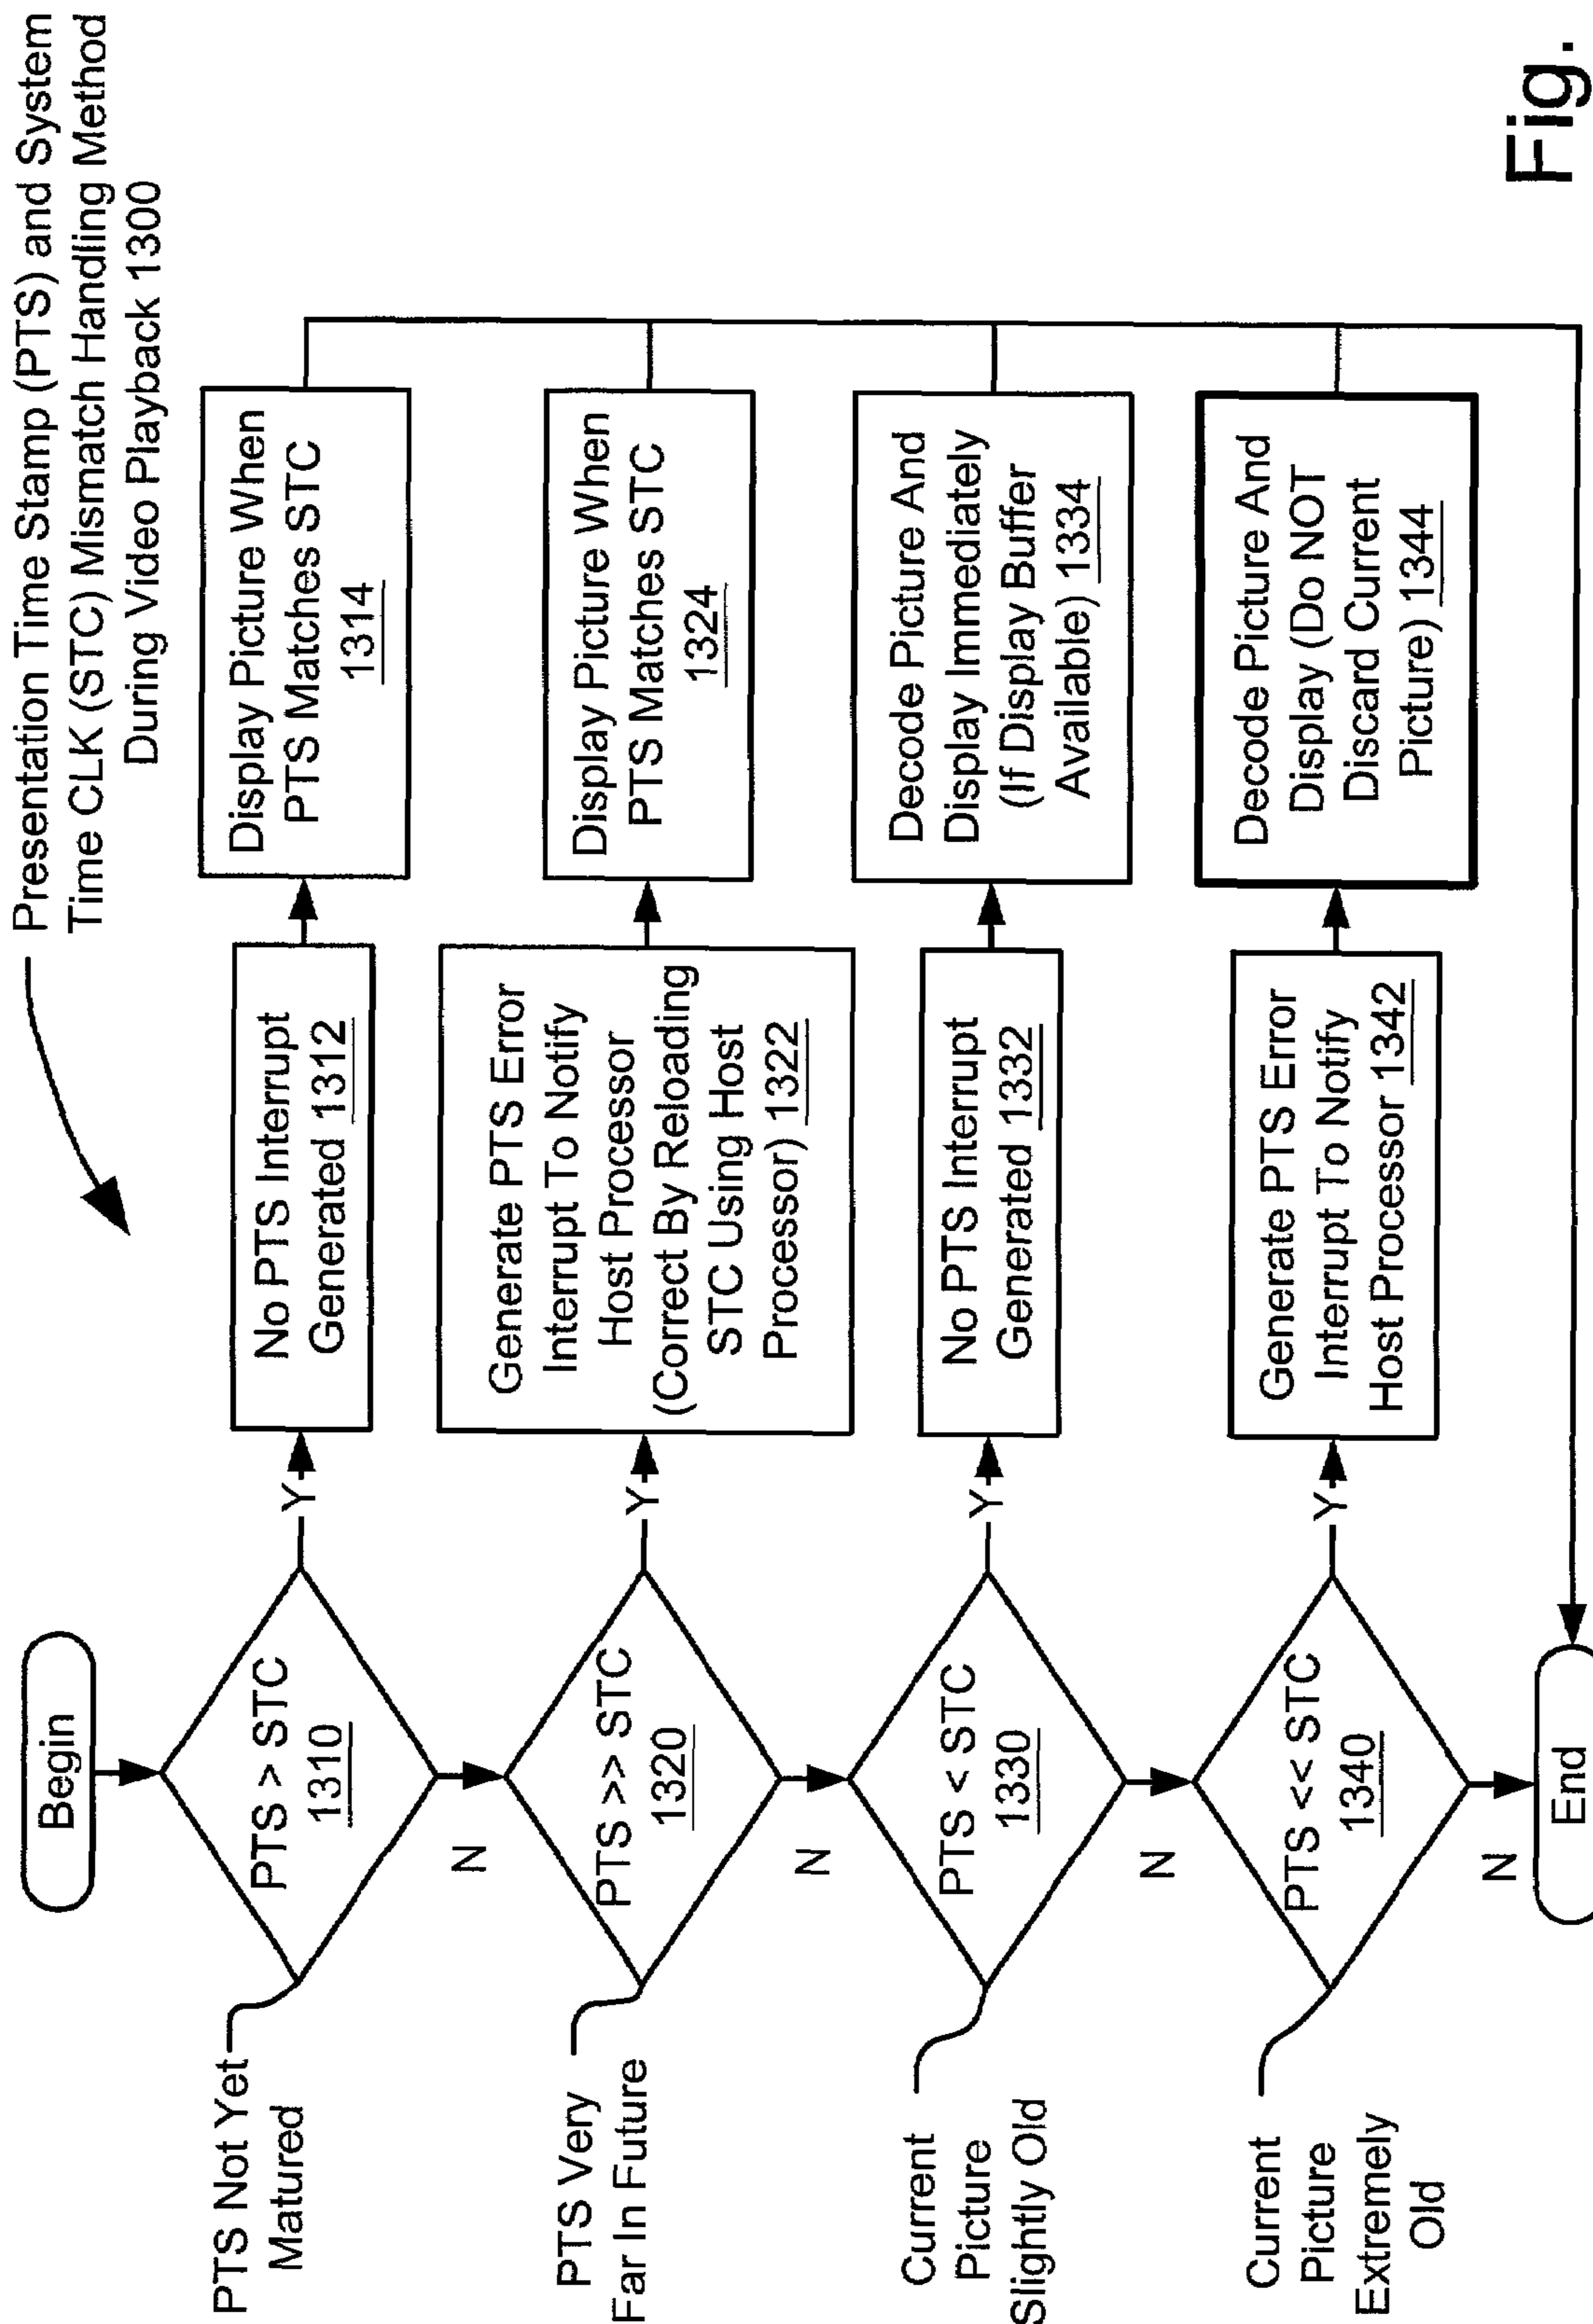 Presentation Time Stamp (PTS) and System
Time CLK (STC) Mismatch Handling Method
During Video Playback 1300
Begin
PTS Not Yet
Matured
PTS > STC
1310
Y
No PTS Interrupt
Generated 1312
Display Picture When
PTS Matches STC
1314
N
PTS Very
Far In Future
PTS >> STC
1320
Y
Generate PTS Error
Interrupt To Notify
Host Processor
(Correct By Reloading
STC Using Host
Processor) 1322
Display Picture When
PTS Matches STC
1324
N
Current
Picture
Slightly Old
PTS < STC
1330
Y
No PTS Interrupt
Generated 1332
Decode Picture And
Display Immediately
(If Display Buffer
Available) 1334
N
Current
Picture
Extremely
Old
PTS << STC
1340
Y
Generate PTS Error
Interrupt To Notify
Host Processor 1342
Decode Picture And
Display (Do NOT
Discard Current
Picture) 1344
N
End
Fig.